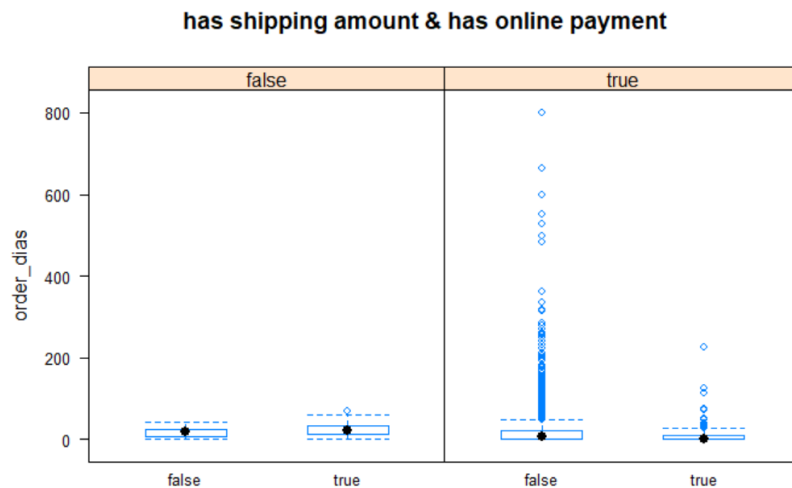 has shipping amount & has online payment
false true
800
600
400
200
0
order_dias
false true false true